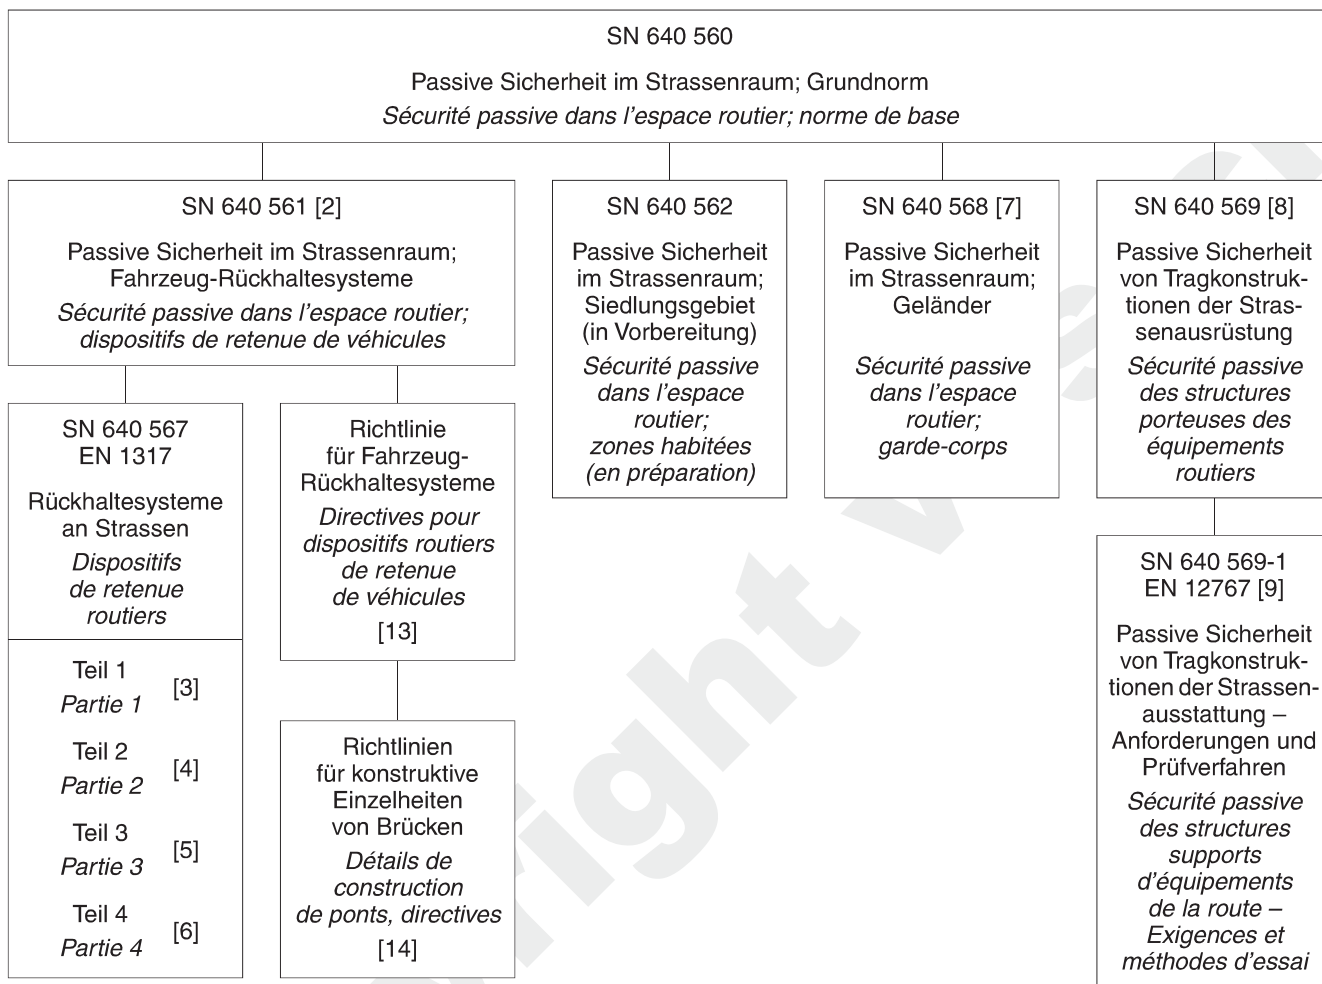 SN 640 560
Passive Sicherheit im Strassenraum; Grundnorm
Sécurité passive dans l'espace routier; norme de base
SN 640 561 [2]
Passive Sicherheit im Strassenraum;
Fahrzeug-Rückhaltesysteme
Sécurité passive dans l'espace routier;
dispositifs de retenue de véhicules
SN 640 567
EN 1317
Rückhaltesysteme
an Strassen
Dispositifs
de retenue
routiers
Teil 1
Partie 1
[3]
Teil 2
Partie 2
[4]
Teil 3
Partie 3
[5]
Teil 4
Partie 4
[6]
Richtlinie
für Fahrzeug-
Rückhaltesysteme
Directives pour
dispositifs routiers
de retenue
de véhicules
[13]
Richtlinien
für konstruktive
Einzelheiten
von Brücken
Détails de
construction
de ponts, directives
[14]
SN 640 562
Passive Sicherheit
im Strassenraum;
Siedlungsgebiet
(in Vorbereitung)
Sécurité passive
dans l'espace
routier;
zones habitées
(en préparation)
SN 640 568 [7]
Passive Sicherheit
im Strassenraum;
Geländer
Sécurité passive
dans l'espace
routier;
garde-corps
SN 640 569 [8]
Passive Sicherheit
von Tragkonstruk-
tionen der Stras-
senausrüstung
Sécurité passive
des structures
porteuses des
équipements
routiers
SN 640 569-1
EN 12767 [9]
Passive Sicherheit
von Tragkonstruk-
tionen der Strassen-
ausstattung –
Anforderungen und
Prüfverfahren
Sécurité passive
des structures
supports
d'équipements
de la route –
Exigences et
méthodes d'essai